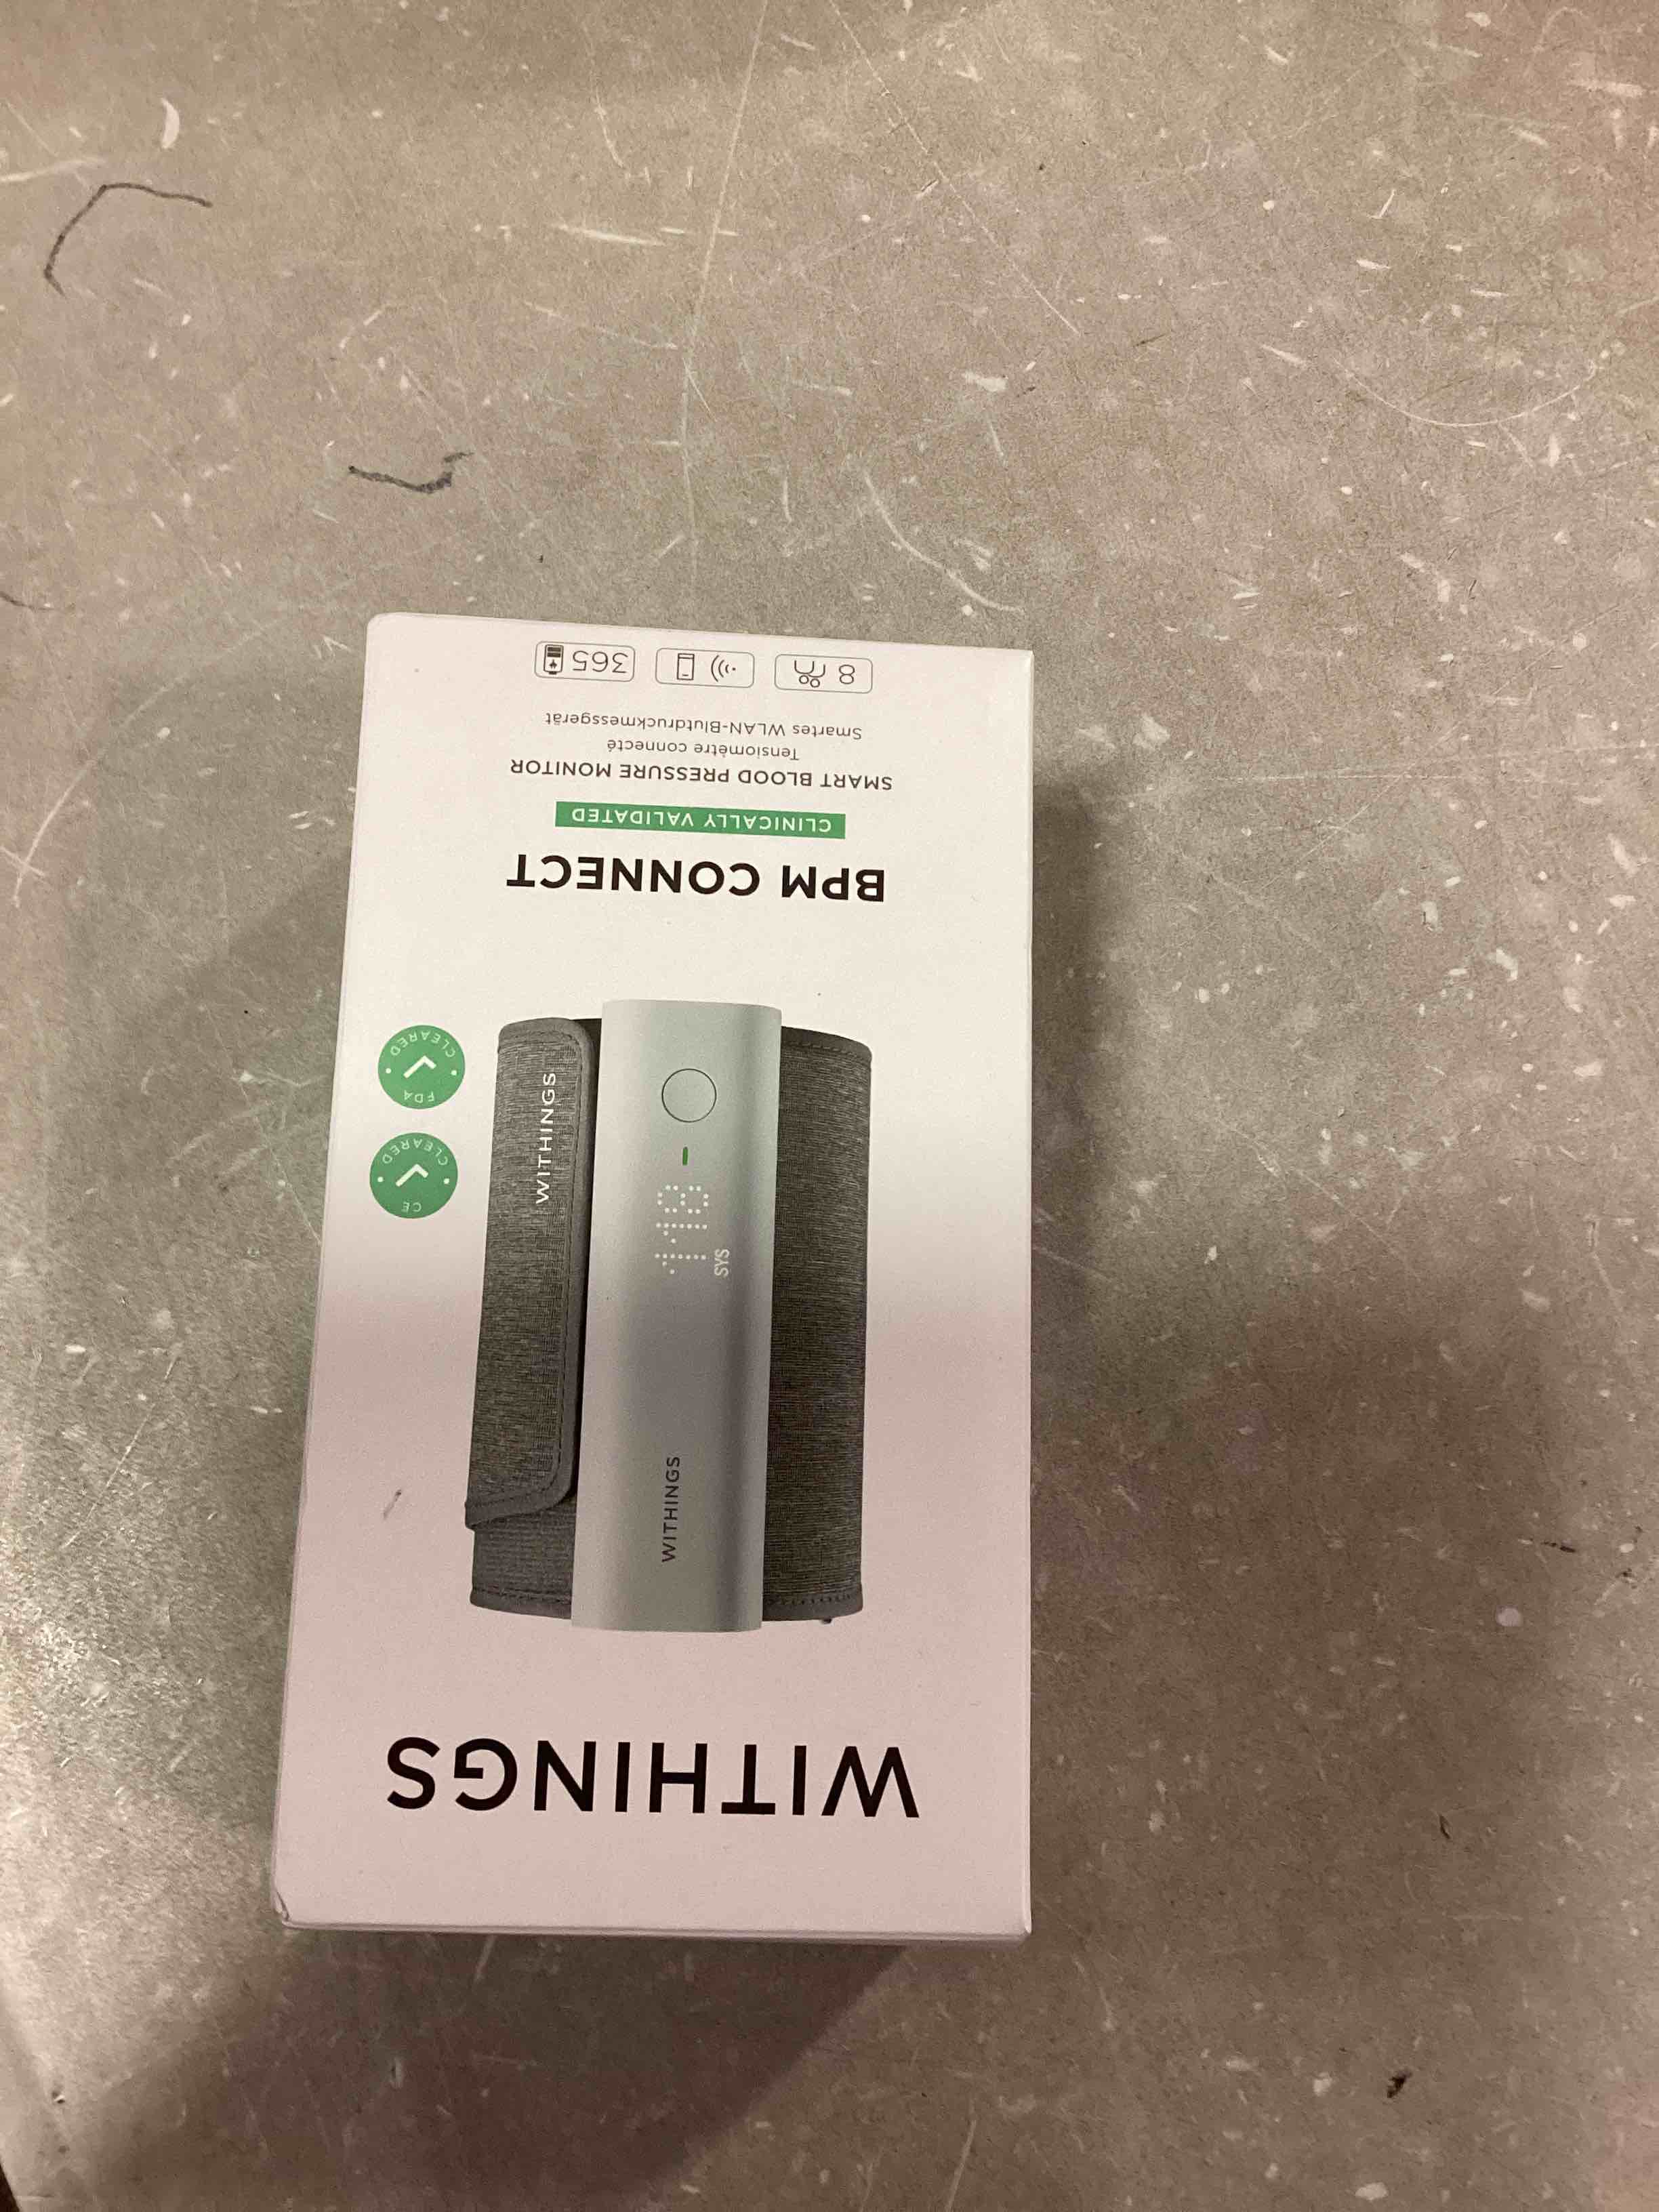 WITHINGS
WITHINGS
SYS
118
WITHINGS
CE
CLEARED
FDA
CLEARED
BPM CONNECT
CLINICALLY VALIDATED
SMART BLOOD PRESSURE MONITOR
Tensiomètre connecté
Smartes WLAN-Blutdruckmessgerät
8
365